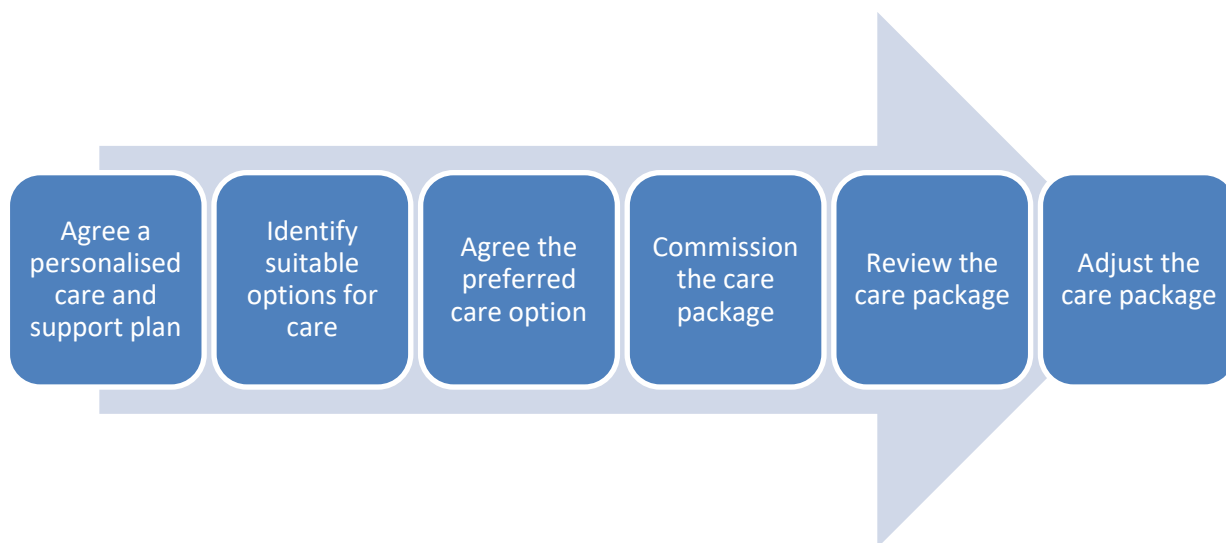 Agree a
personalised
care and
support plan
Identify
suitable
options for
care
Agree the
preferred
care option
Commission
the care
package
Review the
care package
Adjust the
care package